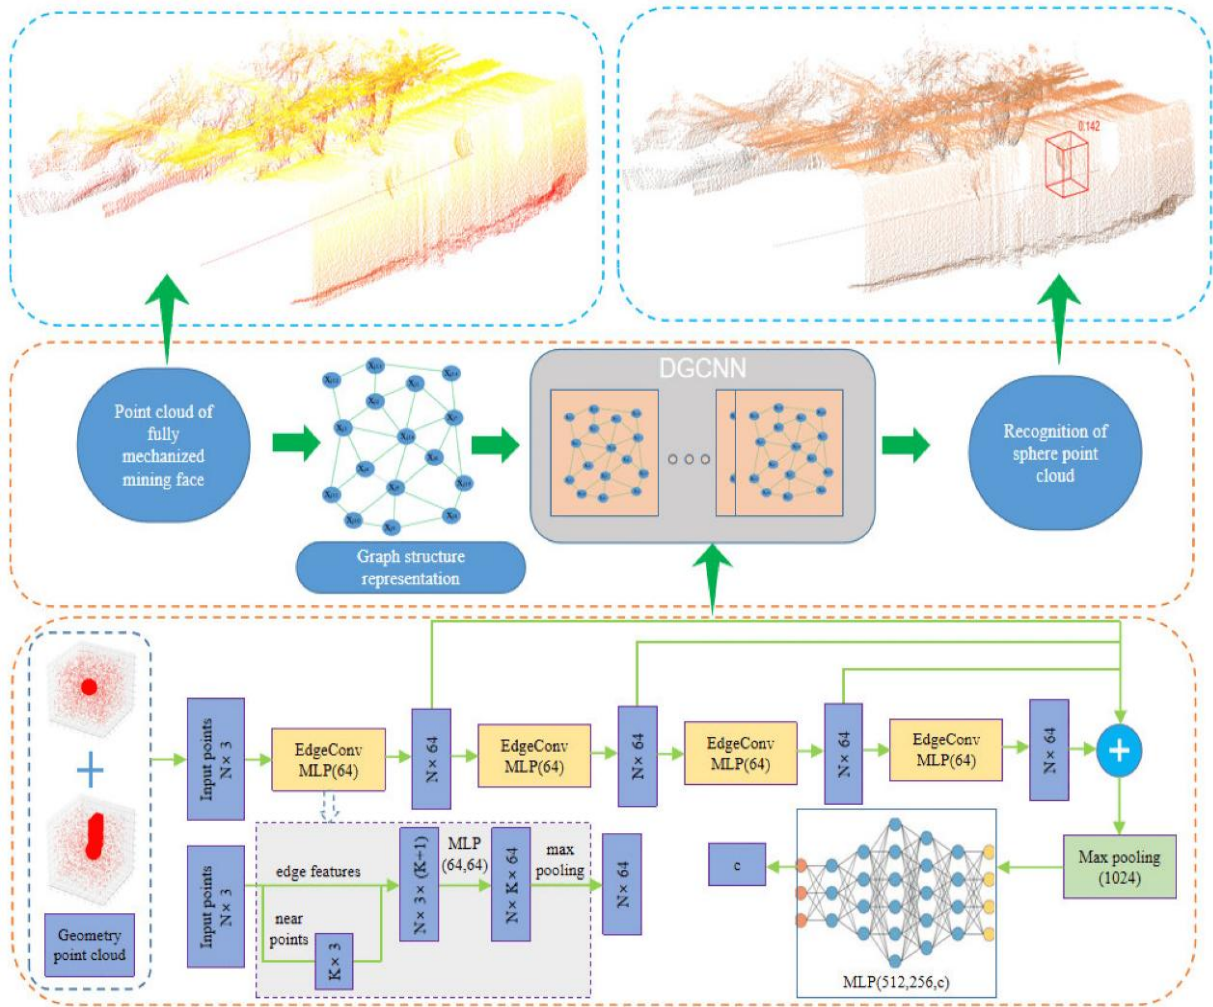 0.142
Point cloud of
fully
mechanized
mining face
Graph structure
representation
DGCNN
Recognition of
sphere point
cloud
Geometry
point cloud
Input points
N × 3
EdgeConv
MLP(64)
N × 64
EdgeConv
MLP(64)
N × 64
EdgeConv
MLP(64)
N × 64
EdgeConv
MLP(64)
N × 64
+
Input points
N × 3
edge features
near
points
K × 3
N × 3 × (K+1)
MLP
(64,64)
N × K × 64
max
pooling
N × 64
c
MLP(512,256,c)
Max pooling
(1024)